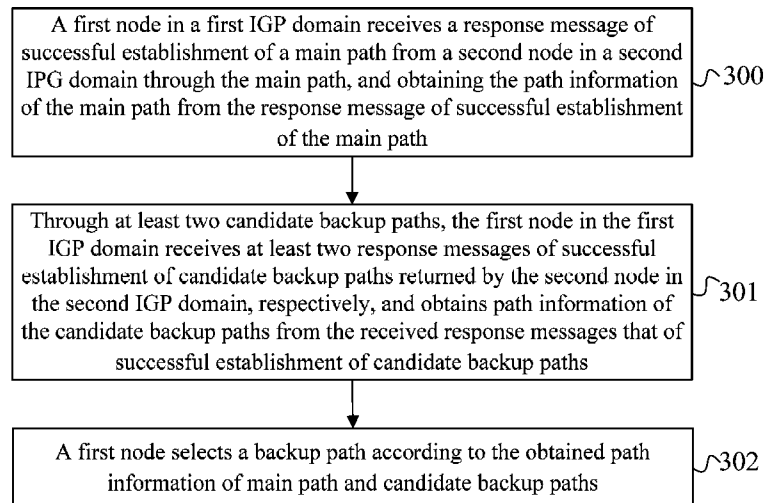 A first node in a first IGP domain receives a response message of
successful establishment of a main path from a second node in a second
IPG domain through the main path, and obtaining the path information
of the main path from the response message of successful establishment
of the main path
300
Through at least two candidate backup paths, the first node in the first
IGP domain receives at least two response messages of successful
establishment of candidate backup paths returned by the second node in
the second IGP domain, respectively, and obtains path information of
the candidate backup paths from the received response messages that of
successful establishment of candidate backup paths
301
A first node selects a backup path according to the obtained path
information of main path and candidate backup paths
302